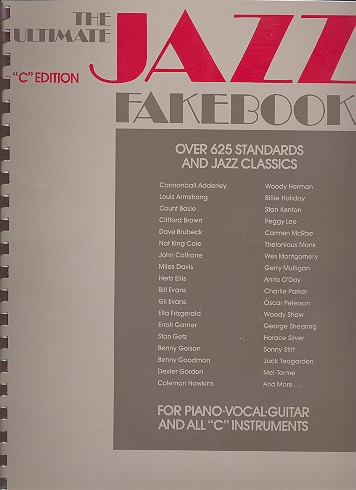 THE
ULTIMATE
JAZZ
"C" EDITION
FAKEBOOK
OVER 625 STANDARDS
AND JAZZ CLASSICS
Cannonball Adderley
Louis Armstrong
Count Basie
Clifford Brown
Dave Brubeck
Nat King Cole
John Coltrane
Miles Davis
Herb Ellis
Bill Evans
Gil Evans
Ella Fitzgerald
Erroll Garner
Stan Getz
Benny Golson
Benny Goodman
Dexter Gordon
Coleman Hawkins
Woody Herman
Billie Holiday
Stan Kenton
Peggy Lee
Carmen McRae
Thelonious Monk
Wes Montgomery
Gerry Mulligan
Anita O'Day
Charlie Parker
Oscar Peterson
Woody Shaw
George Shearing
Horace Silver
Sonny Stitt
Jack Teagarden
Mel Torme
And More...
FOR PIANO·VOCAL·GUITAR
AND ALL "C" INSTRUMENTS